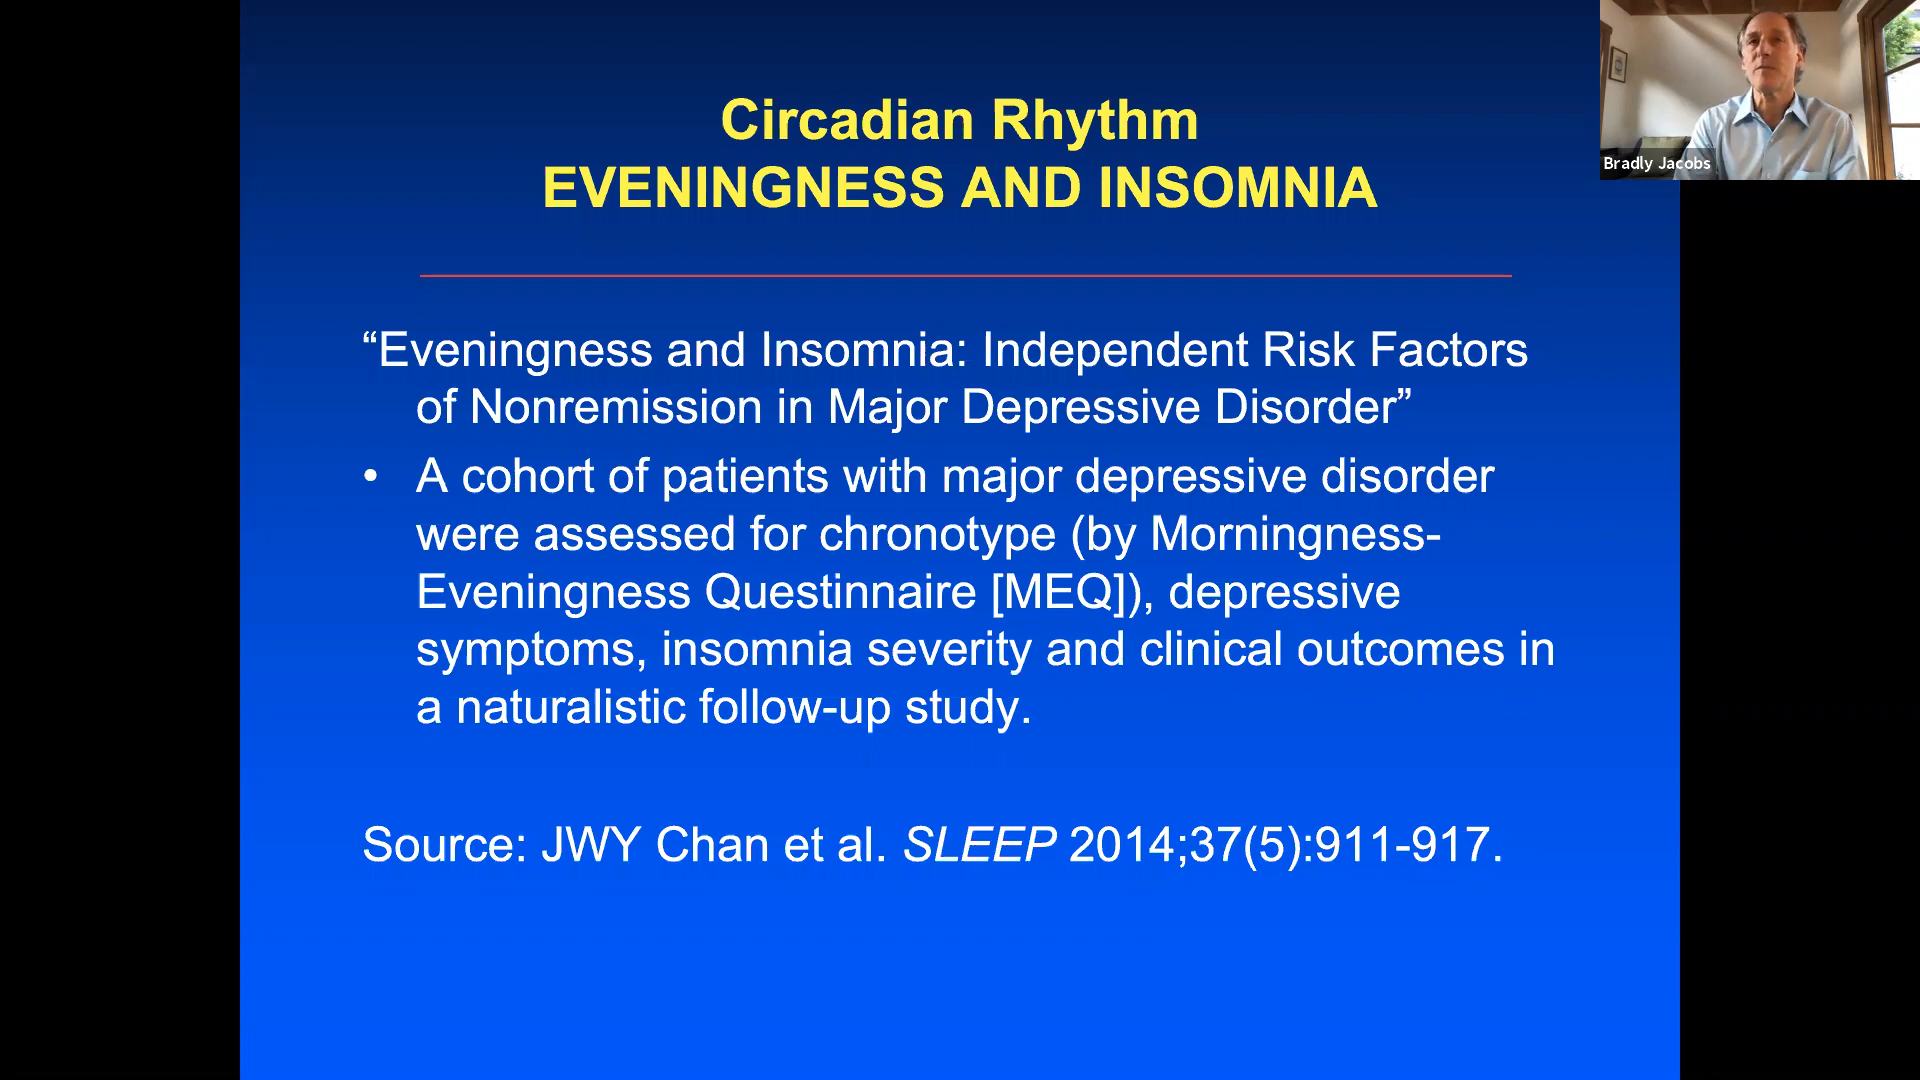 Circadian Rhythm
EVENINGNESS AND INSOMNIA
Bradly Jacobs
“Eveningness and Insomnia: Independent Risk Factors
of Nonremission in Major Depressive Disorder”
• A cohort of patients with major depressive disorder
were assessed for chronotype (by Morningness-
Eveningness Questinnaire [MEQ]), depressive
symptoms, insomnia severity and clinical outcomes in
a naturalistic follow-up study.
Source: JWY Chan et al. SLEEP 2014;37(5):911-917.